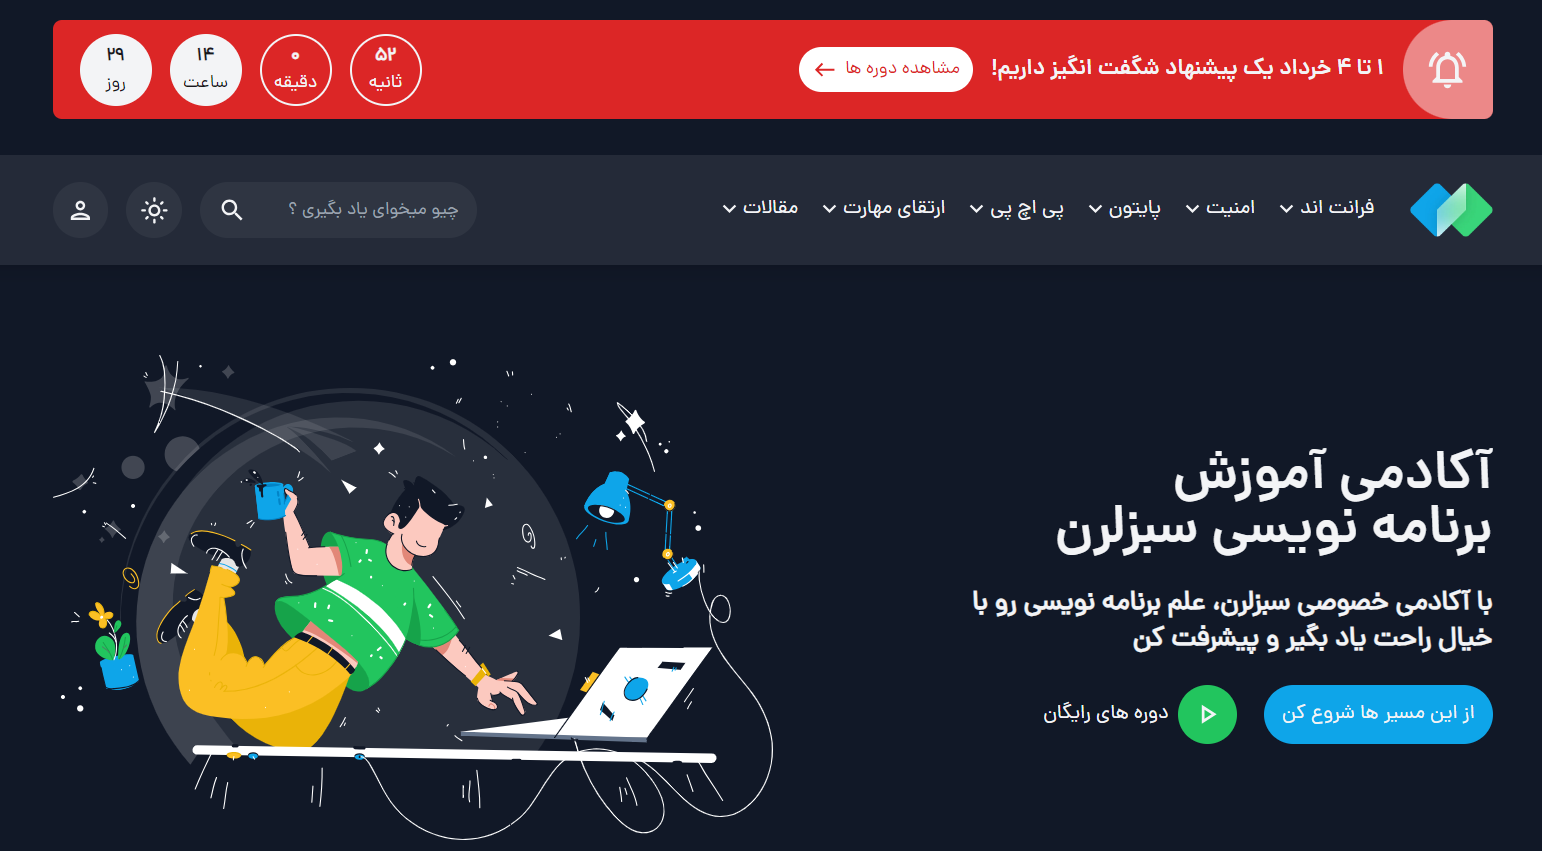 ۱ تا ۴ خرداد یک پیشنهاد شگفت انگیز داریم!
مشاهده دوره ها
۵۲
ثانیه
۰
دقیقه
۱۴
ساعت
۲۹
روز
فرانت اند
امنیت
پایتون
پی اچ پی
ارتقای مهارت
مقالات
چیو میخوای یاد بگیری ؟
آکادمی آموزش
برنامه نویسی سبزلرن
با آکادمی خصوصی سبزلرن، علم برنامه نویسی رو با
خیال راحت یاد بگیر و پیشرفت کن
از این مسیر ها شروع کن
دوره های رایگان